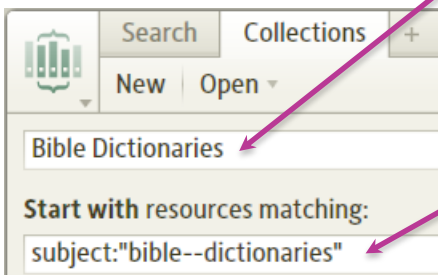 Search Collections +
New Open
Bible Dictionaries
Start with resources matching:
subject:"bible--dictionaries"